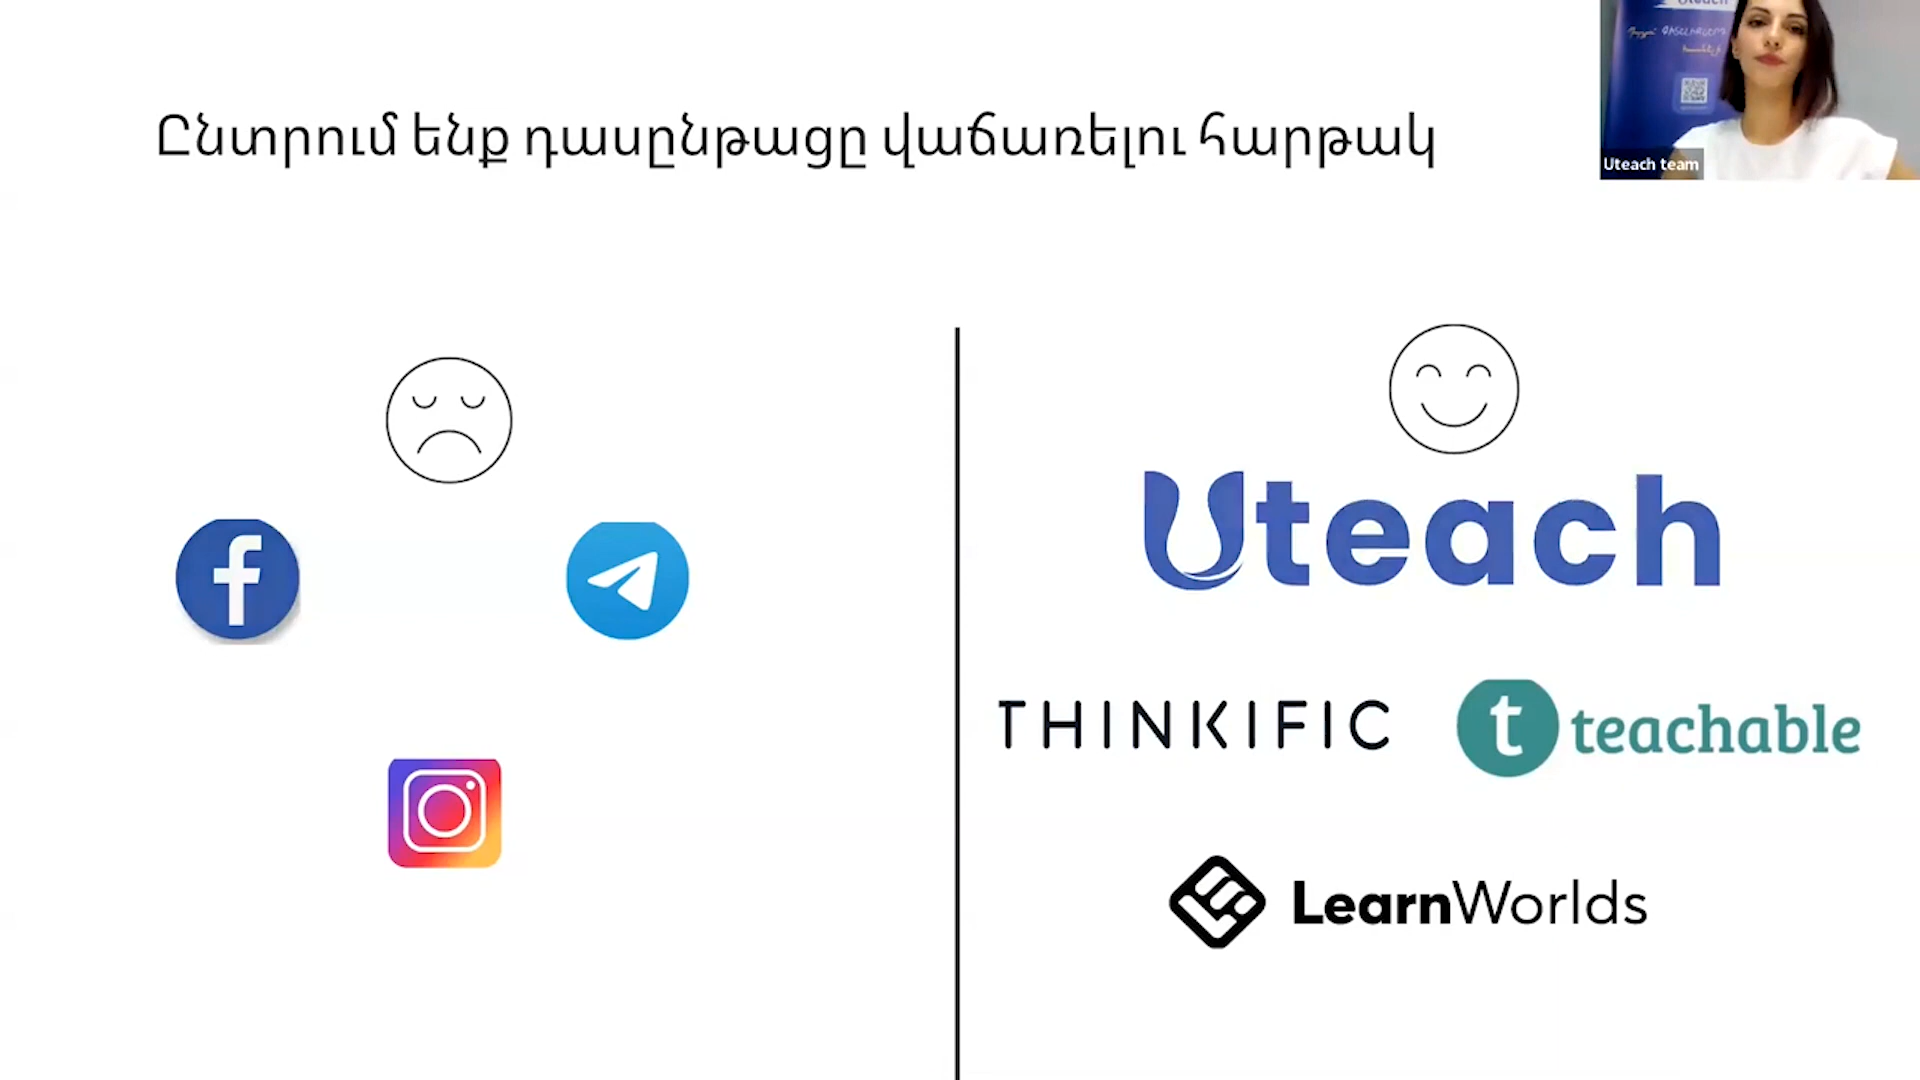 Ընտրում ենք դասընթացը վաճառելու հարթակ
Uteach team
Uteach
THINKIFIC
t teachable
LearnWorlds